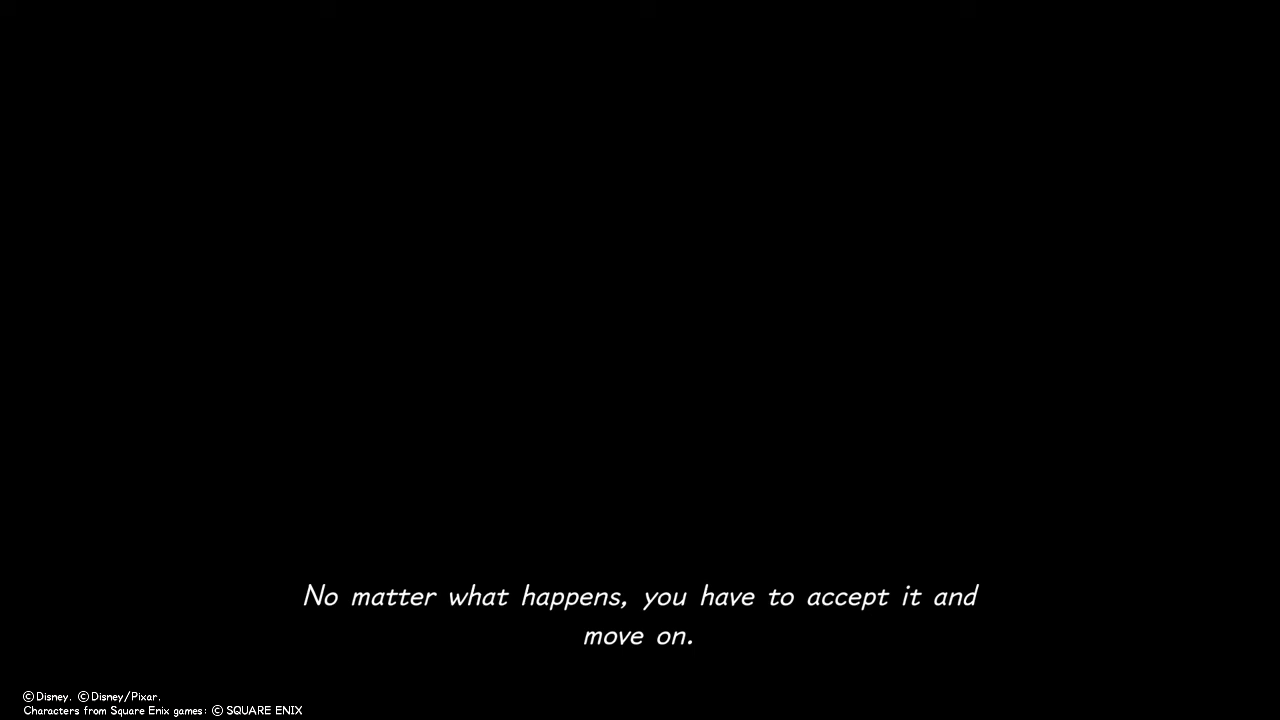 No matter what happens, you have to accept it and
move on.
©Disney. ©Disney/Pixar.
Characters from Square Enix games: © SQUARE ENIX